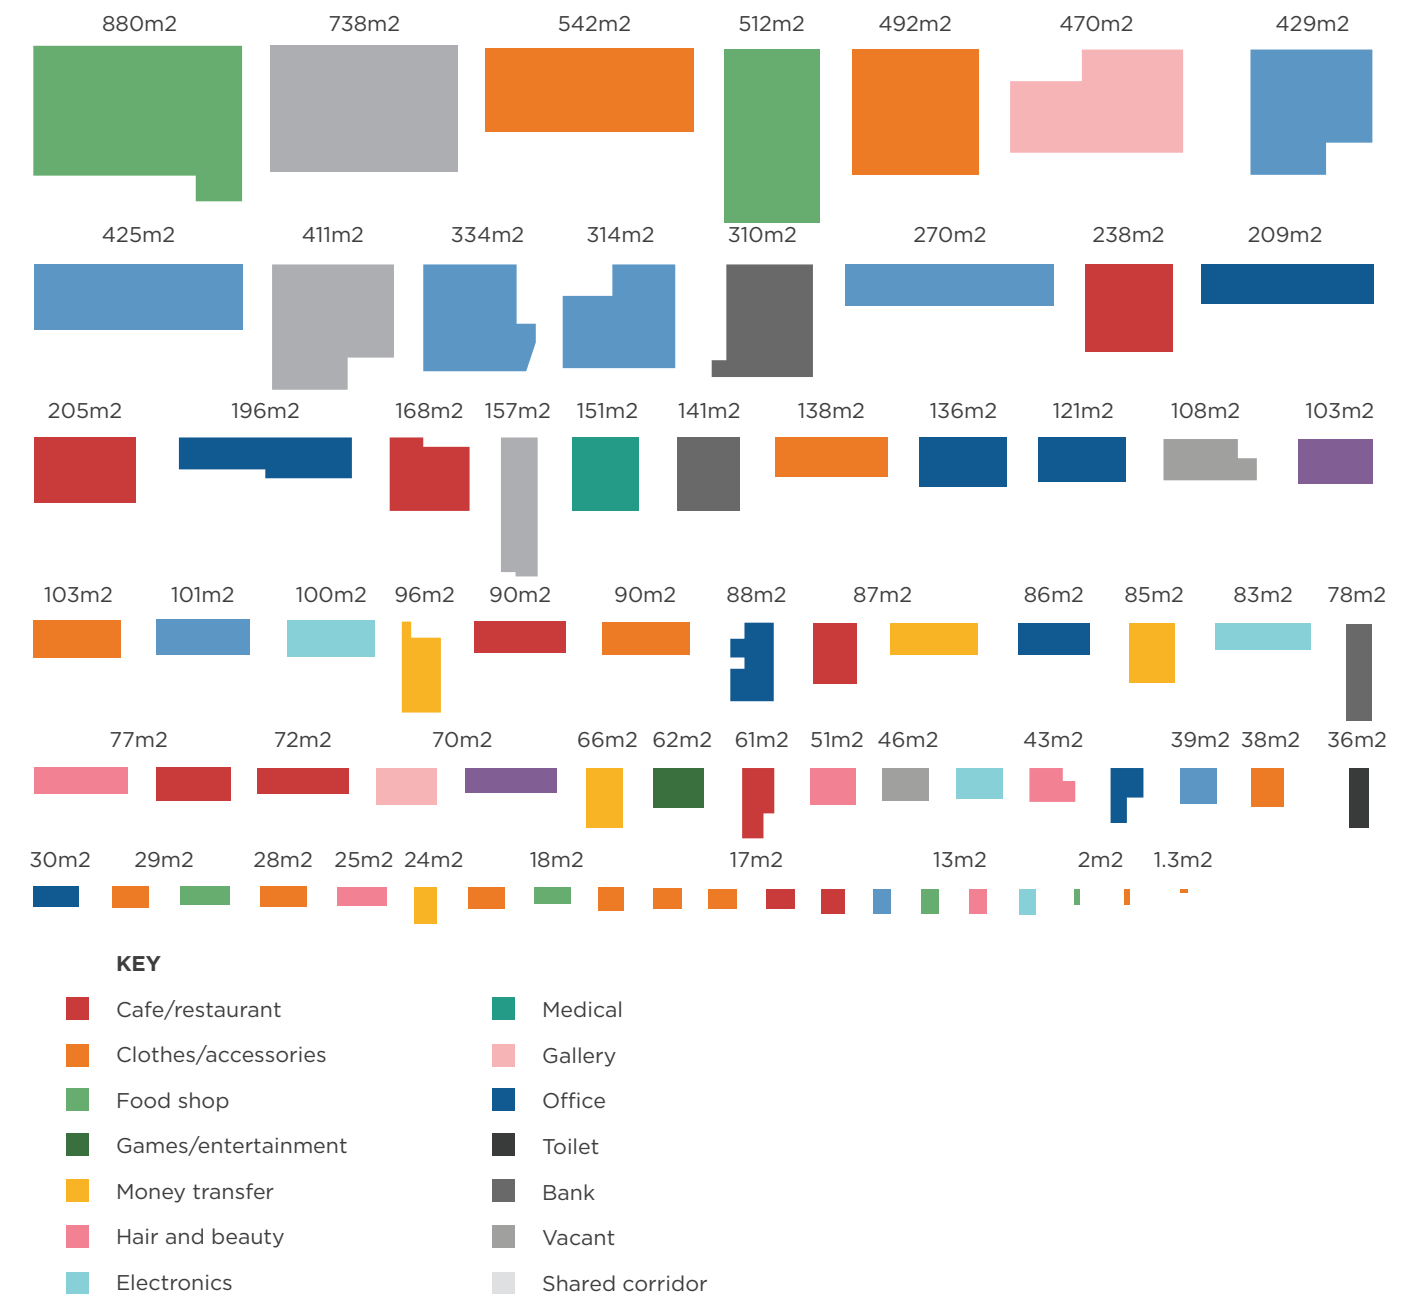 880m2 738m2 542m2 512m2 492m2 470m2 429m2
425m2 411m2 334m2 314m2 310m2 270m2 238m2 209m2
205m2 196m2 168m2 157m2 151m2 141m2 138m2 136m2 121m2 108m2 103m2
103m2 101m2 100m2 96m2 90m2 90m2 88m2 87m2 86m2 85m2 83m2 78m2
77m2 72m2 70m2 66m2 62m2 61m2 51m2 46m2 43m2 39m2 38m2 36m2
30m2 29m2 28m2 25m2 24m2 18m2 17m2 13m2 2m2 1.3m2
KEY
Cafe/restaurant
Clothes/accessories
Food shop
Games/entertainment
Money transfer
Hair and beauty
Electronics
Medical
Gallery
Office
Toilet
Bank
Vacant
Shared corridor